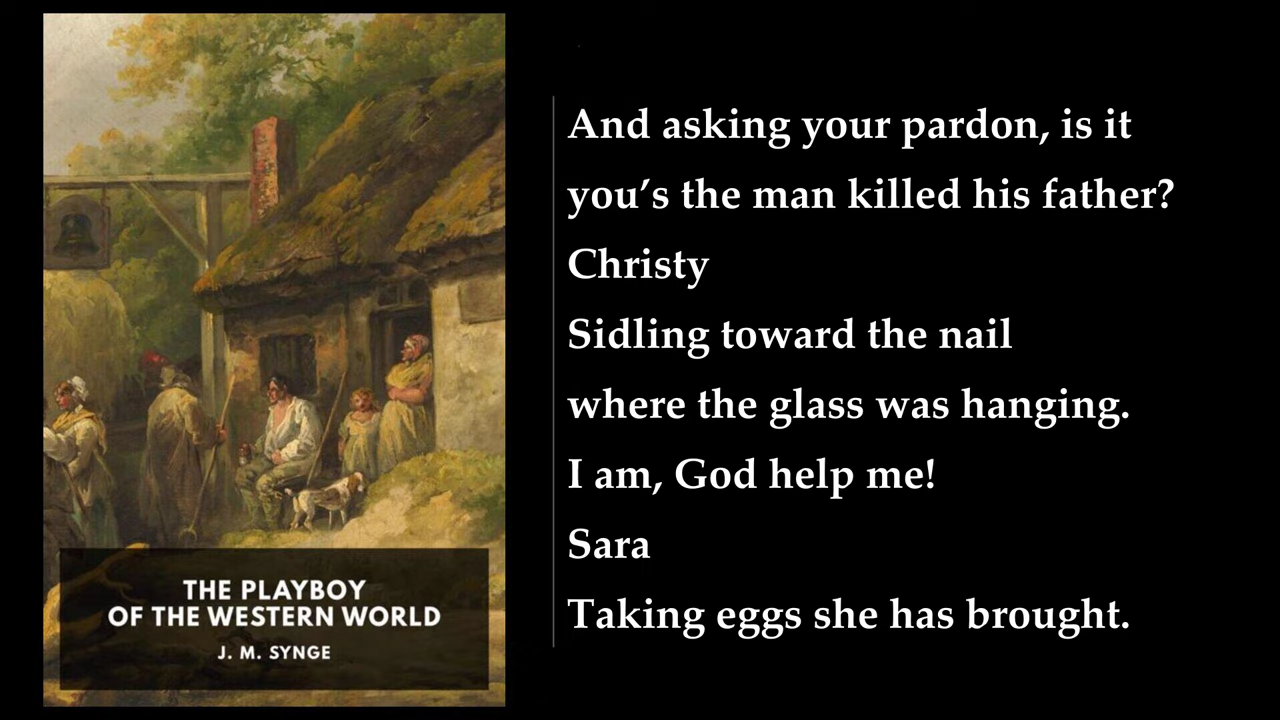 THE PLAYBOY
OF THE WESTERN WORLD
J. M. SYNGE
And asking your pardon, is it
you’s the man killed his father?
Christy
Sidling toward the nail
where the glass was hanging.
I am, God help me!
Sara
Taking eggs she has brought.